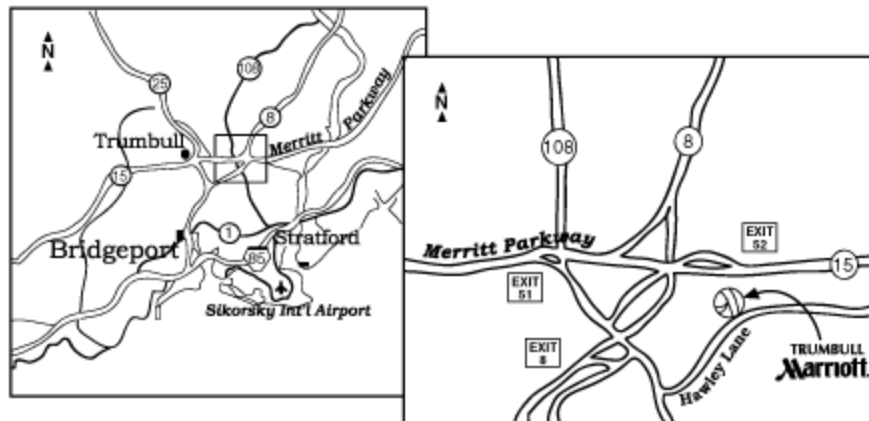 N
25
108
8
Merritt Parkway
Trumbull
15
1
Bridgeport
Stratford
85
Sikorsky Int'l Airport
N
108
8
Merritt Parkway
EXIT
52
15
EXIT
51
EXIT
8
Hawley Lane
TRUMBULL
Marriott.